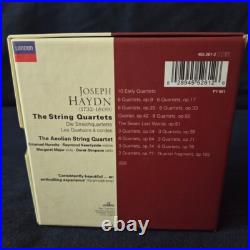 LONDON
JOSEPH
HAYDN
(1732-1809)
The String Quartets
Die Streichquartette
Les Quatuors à cordes
The Aeolian String Quartet
Emanuel Hurwitz · Raymond Keenlyside violins
Margaret Major viola · Derek Simpson cello
"Consistently beautiful ... an
enthralling experience"
10 Early Quartets
6 Quartets, op.9
6 Quartets, op.17
6 Quartets, op.20
6 Quartets, op.33
Quartet, op.42
6 Quartets, op.50
The Seven Last Words, op.51
3 Quartets, op.54
3 Quartets, op.55
6 Quartets, op.64
3 Quartets, op.71
3 Quartets, op.74
6 Quartets, op.76
2 Quartets, op.77
Quartet fragment, op.103